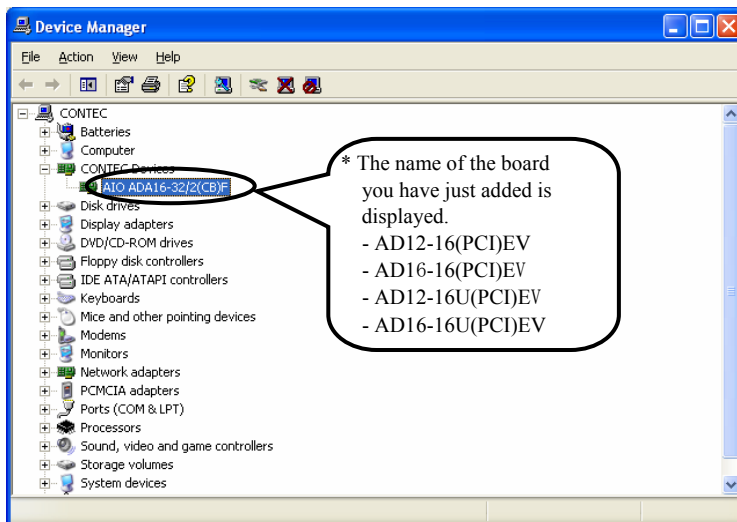 Device Manager
File Action View Help
CONTEC
Batteries
Computer
CONTEC Devices
AIO ADA16-32/2(CB)F
Disk drives
Display adapters
DVD/CD-ROM drives
Floppy disk controllers
IDE ATA/ATAPI controllers
Keyboards
Mice and other pointing devices
Modems
Monitors
Network adapters
PCMCIA adapters
Ports (COM & LPT)
Processors
Sound, video and game controllers
Storage volumes
System devices
* The name of the board
you have just added is
displayed.
- AD12-16(PCI)EV
- AD16-16(PCI)EV
- AD12-16U(PCI)EV
- AD16-16U(PCI)EV